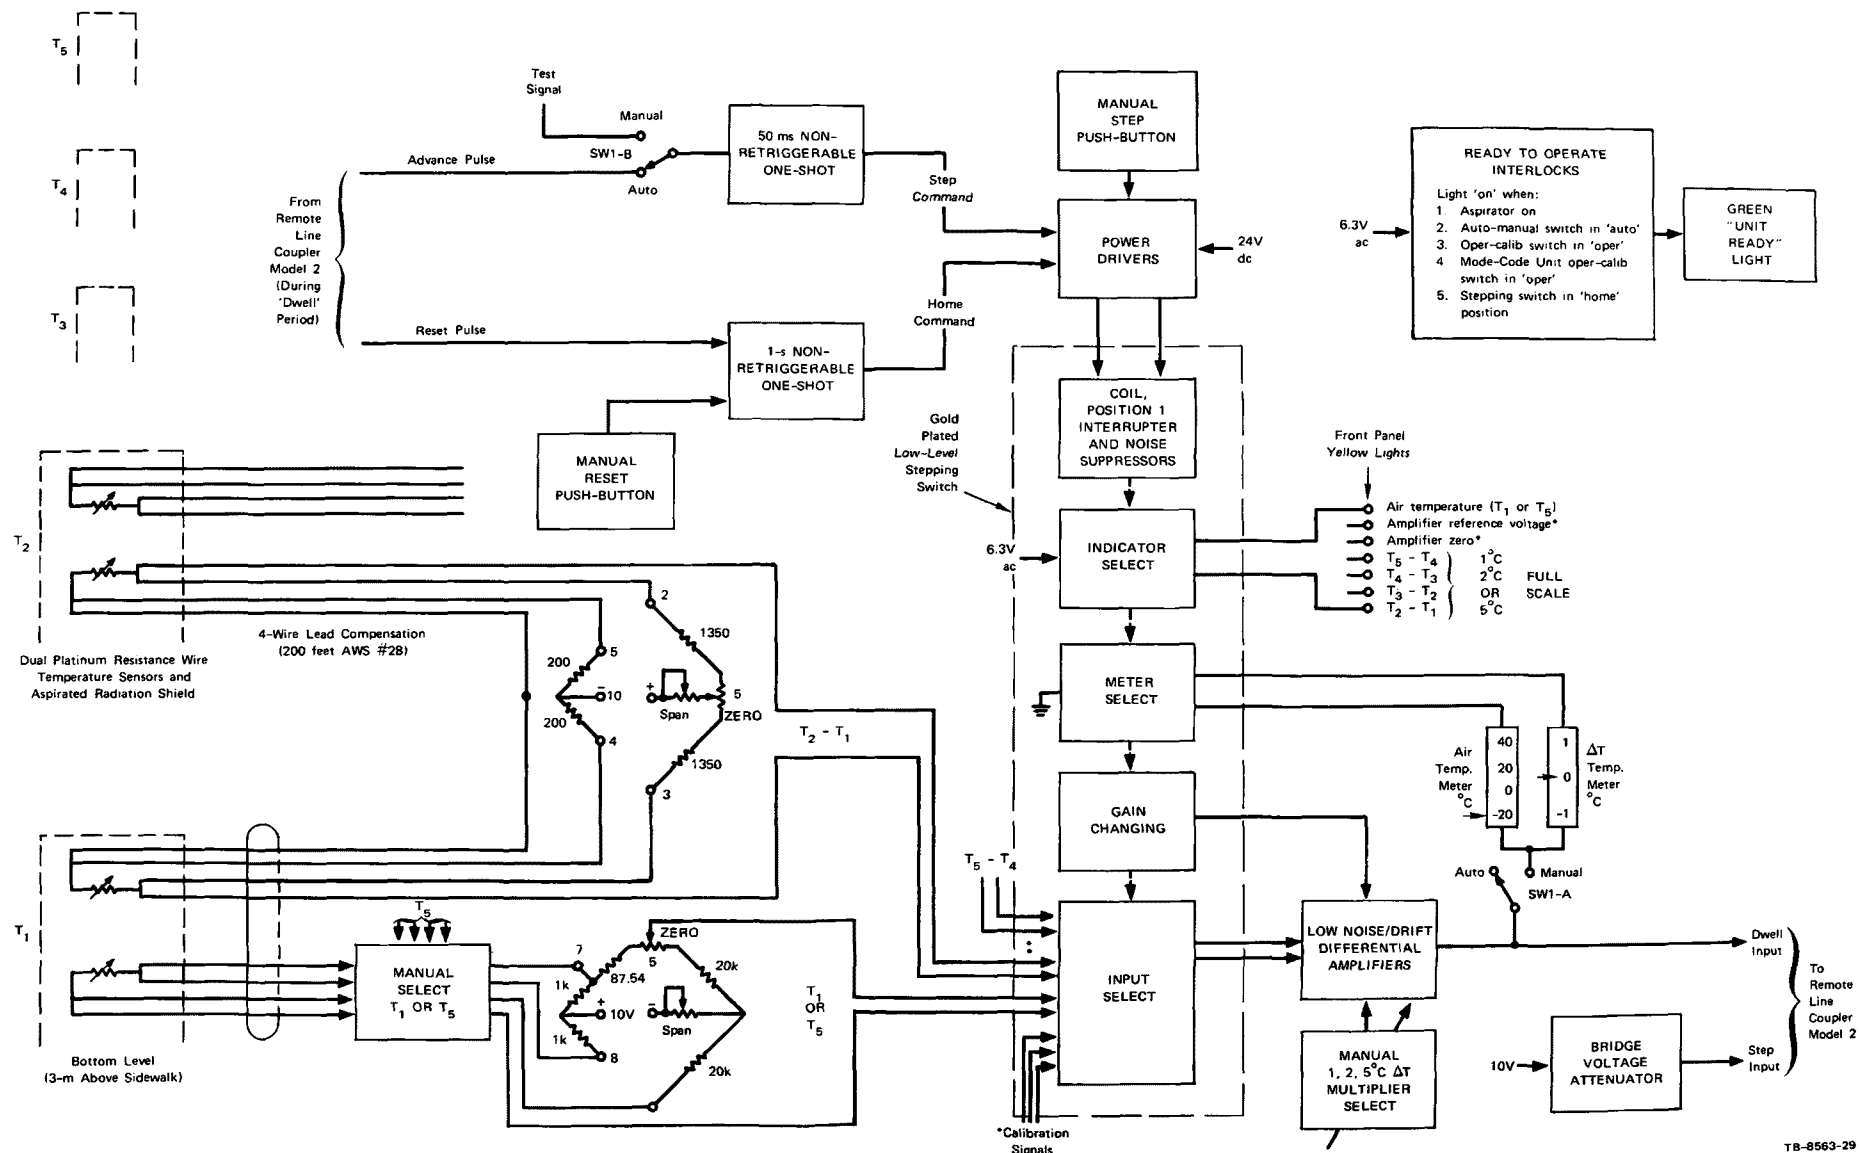 T5
T4
T3
Test
Signal
Manual
SW1-B
Auto
Advance Pulse
From
Remote
Line
Coupler
Model 2
(During
'Dwell'
Period)
Reset Pulse
50 ms NON-
RETRIGGERABLE
ONE-SHOT
Step
Command
1-s NON-
RETRIGGERABLE
ONE-SHOT
Home
Command
MANUAL
RESET
PUSH-BUTTON
MANUAL
STEP
PUSH-BUTTON
POWER
DRIVERS
24V
dc
6.3V
ac
READY TO OPERATE
INTERLOCKS
Light 'on' when:
1. Aspirator on
2. Auto-manual switch in 'auto'
3. Oper-calib switch in 'oper'
4 Mode-Code Unit oper-calib
switch in 'oper'
5. Stepping switch in 'home'
position
GREEN
"UNIT
READY"
LIGHT
Gold
Plated
Low-Level
Stepping
Switch
COIL,
POSITION 1
INTERRUPTER
AND NOISE
SUPPRESSORS
6.3V
ac
INDICATOR
SELECT
Front Panel
Yellow Lights
Air temperature (T1 or T5)
Amplifier reference voltage*
Amplifier zero*
T5 - T4 1°C
T4 - T3 2°C FULL
T3 - T2 OR SCALE
T2 - T1 5°C
T2
Dual Platinum Resistance Wire
Temperature Sensors and
Aspirated Radiation Shield
4-Wire Lead Compensation
(200 feet AWS #28)
2
1350
5
200
- 10
+
Span
5
ZERO
200
4
1350
3
T2 - T1
METER
SELECT
Air
Temp.
Meter
°C
40
20
0
-20
1
0
-1
ΔT
Temp.
Meter
°C
Auto
Manual
SW1-A
GAIN
CHANGING
T5 - T4
INPUT
SELECT
LOW NOISE/DRIFT
DIFFERENTIAL
AMPLIFIERS
Dwell
Input
To
Remote
Line
Coupler
Model 2
Step
Input
MANUAL
1, 2, 5°C ΔT
MULTIPLIER
SELECT
10V
BRIDGE
VOLTAGE
ATTENUATOR
T1
Bottom Level
(3-m Above Sidewalk)
T5
MANUAL
SELECT
T1 OR T5
7
ZERO
5
87.54
1k
20k
+
10V
-
Span
1k
8
20k
T1
OR
T5
*Calibration
Signals
TB-8563-29